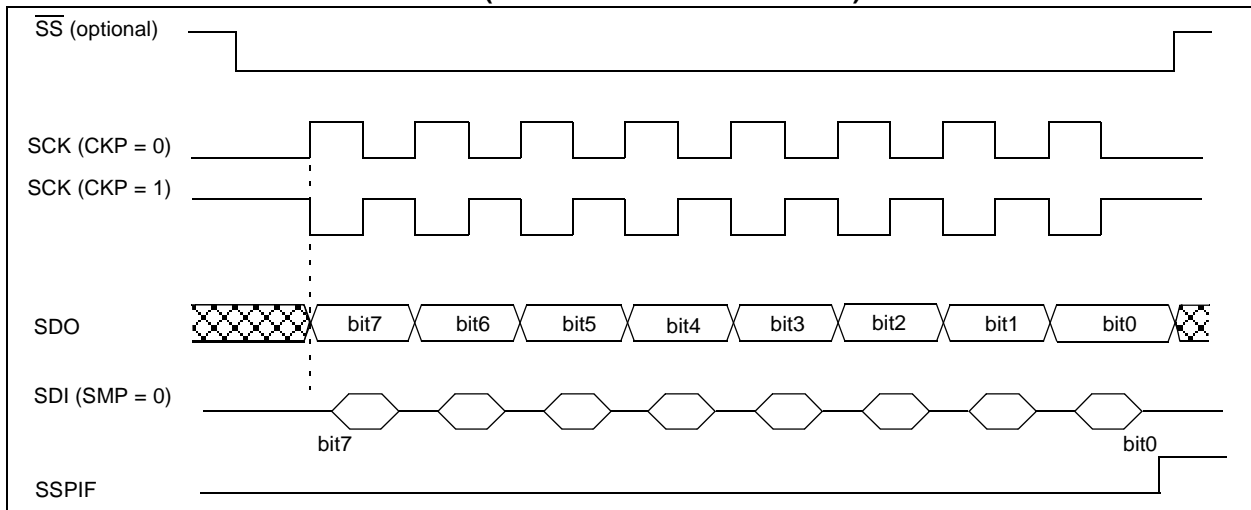 SS (optional)
SCK (CKP = 0)
SCK (CKP = 1)
SDO bit7 bit6 bit5 bit4 bit3 bit2 bit1 bit0
SDI (SMP = 0)
bit7 bit0
SSPIF